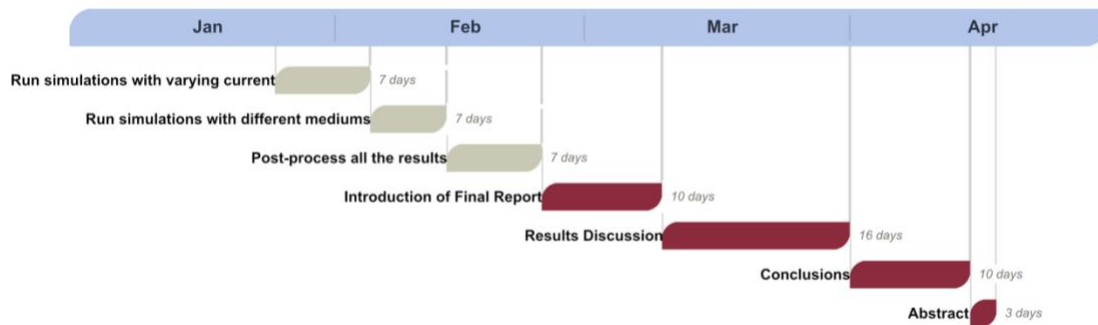 Jan Feb Mar Apr
Run simulations with varying current 7 days
Run simulations with different mediums 7 days
Post-process all the results 7 days
Introduction of Final Report 10 days
Results Discussion 16 days
Conclusions 10 days
Abstract 3 days